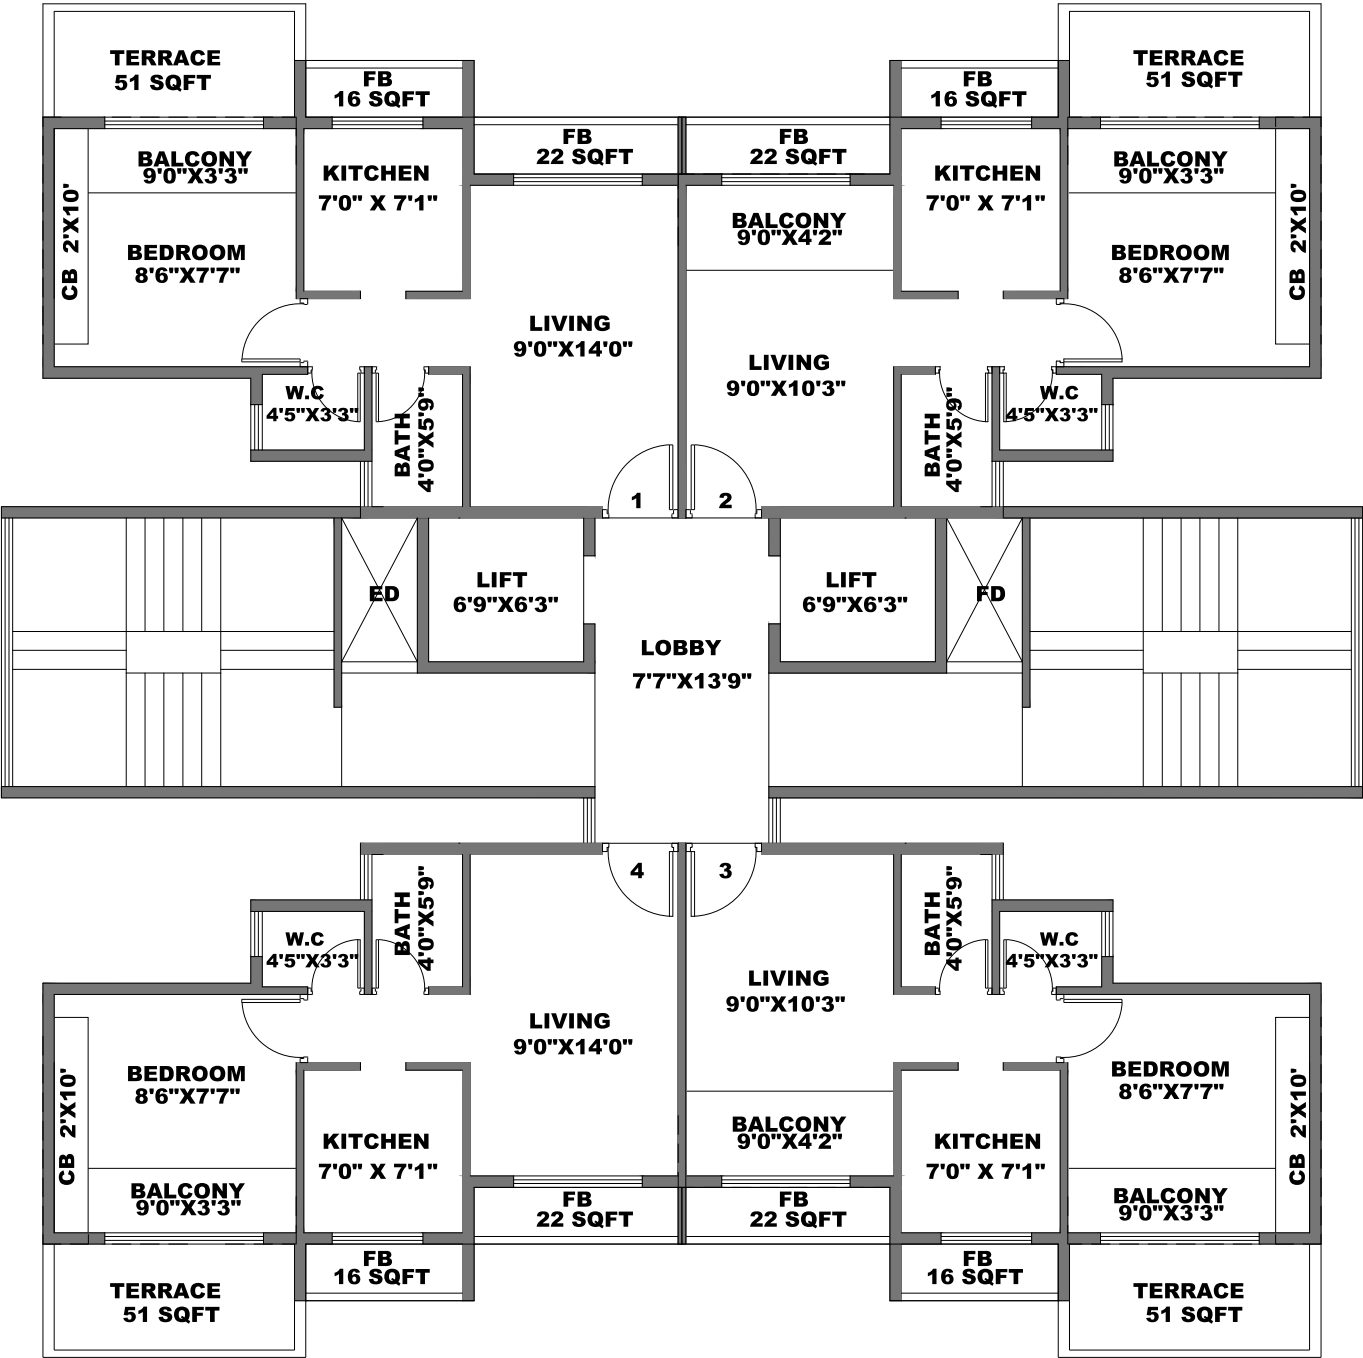 TERRACE
51 SQFT
FB
16 SQFT
FB
16 SQFT
TERRACE
51 SQFT
FB
22 SQFT
FB
22 SQFT
BALCONY
9'0"X3'3"
KITCHEN
7'0" X 7'1"
KITCHEN
7'0" X 7'1"
BALCONY
9'0"X3'3"
CB 2'X10'
BEDROOM
8'6"X7'7"
BALCONY
9'0"X4'2"
BEDROOM
8'6"X7'7"
CB 2'X10'
LIVING
9'0"X14'0"
LIVING
9'0"X10'3"
W.C
4'5"X3'3"
BATH
4'0"X5'9"
BATH
4'0"X5'9"
W.C
4'5"X3'3"
1
2
ED
LIFT
6'9"X6'3"
LIFT
6'9"X6'3"
FD
LOBBY
7'7"X13'9"
4
3
W.C
4'5"X3'3"
BATH
4'0"X5'9"
BATH
4'0"X5'9"
W.C
4'5"X3'3"
LIVING
9'0"X14'0"
LIVING
9'0"X10'3"
CB 2'X10'
BEDROOM
8'6"X7'7"
BEDROOM
8'6"X7'7"
CB 2'X10'
KITCHEN
7'0" X 7'1"
BALCONY
9'0"X4'2"
KITCHEN
7'0" X 7'1"
BALCONY
9'0"X3'3"
FB
22 SQFT
FB
22 SQFT
BALCONY
9'0"X3'3"
TERRACE
51 SQFT
FB
16 SQFT
FB
16 SQFT
TERRACE
51 SQFT